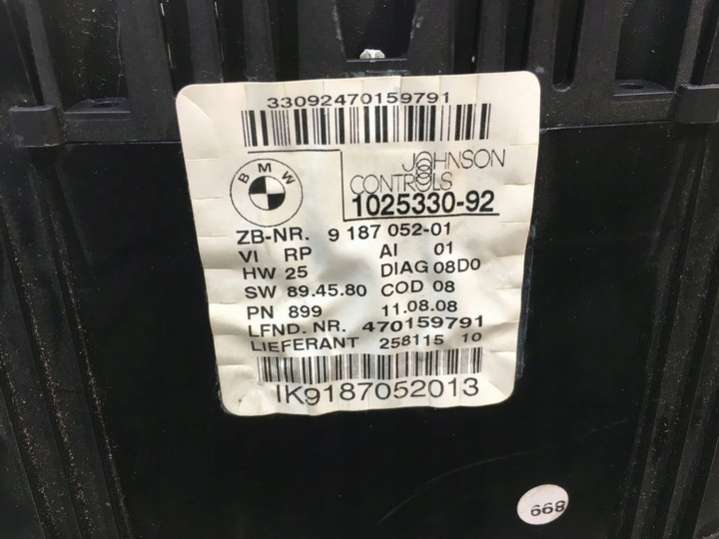 33092470159791
BMW
JOHNSON
CONTROLS
1025330-92
ZB-NR. 9 187 052-01
VI RP AI 01
HW 25 DIAG 08D0
SW 89.45.80 COD 08
PN 899 11.08.08
LFND. NR. 470159791
LIEFERANT 258115 10
IK9187052013
899